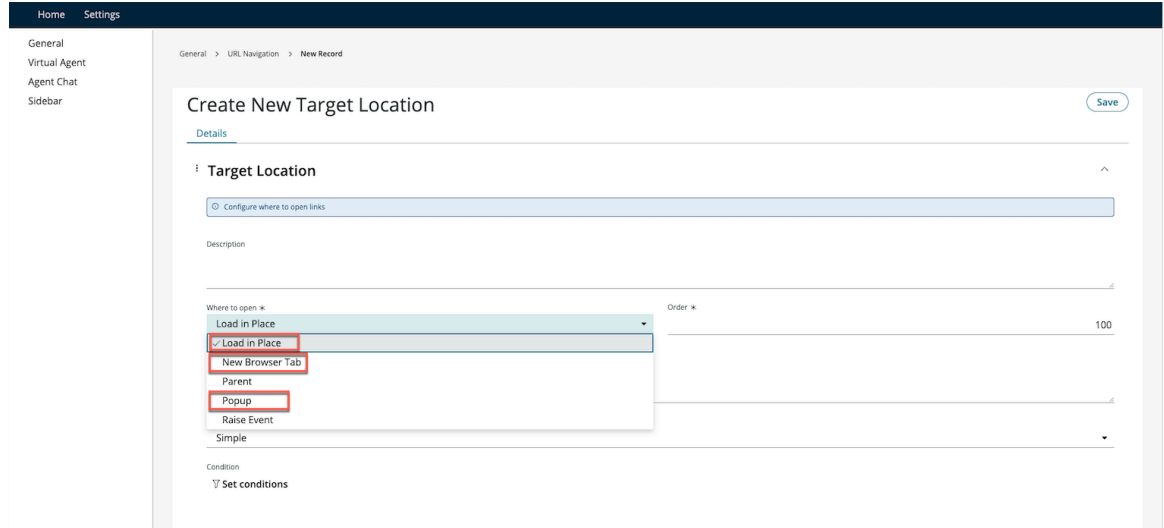 Home Settings
General
Virtual Agent
Agent Chat
Sidebar
General > URL Navigation > New Record
Create New Target Location
Save
Details
Target Location
Configure where to open links
Description
Where to open *
Order *
Load in Place
100
✓ Load in Place
New Browser Tab
Parent
Popup
Raise Event
Simple
Condition
Set conditions